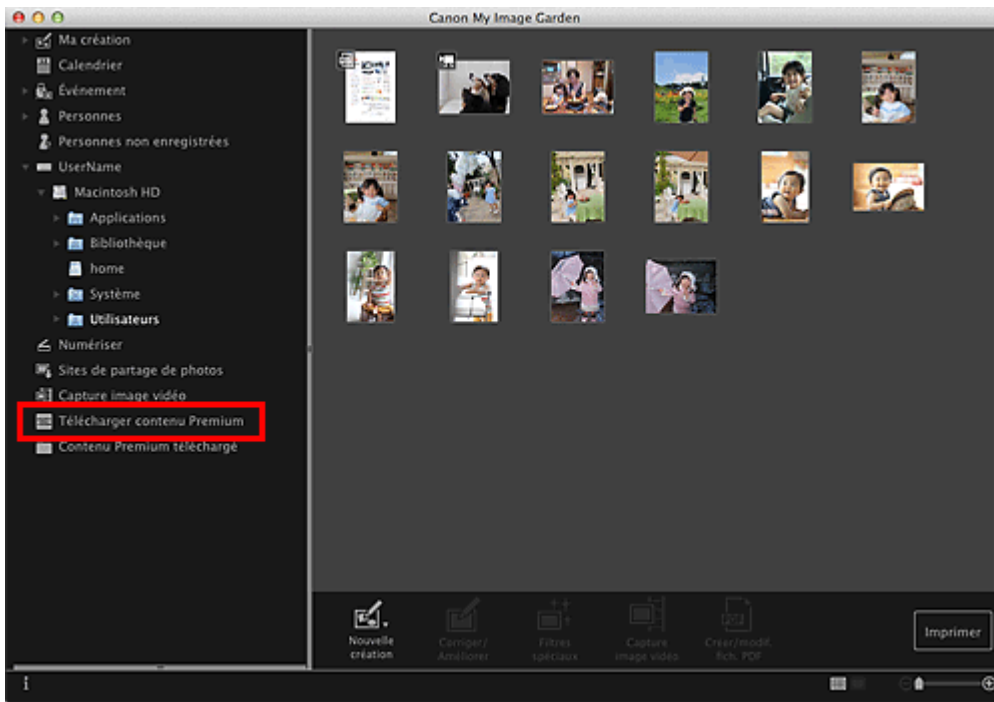 Canon My Image Garden
Ma création
Calendrier
Événement
Personnes
Personnes non enregistrées
UserName
Macintosh HD
Applications
Bibliothèque
home
Système
Utilisateurs
Numériser
Sites de partage de photos
Capture image vidéo
Télécharger contenu Premium
Contenu Premium téléchargé
Nouvelle
création
Corriger/
Améliorer
Filtres
spéciaux
Capture
image vidéo
Créer/modif.
fich. PDF
Imprimer